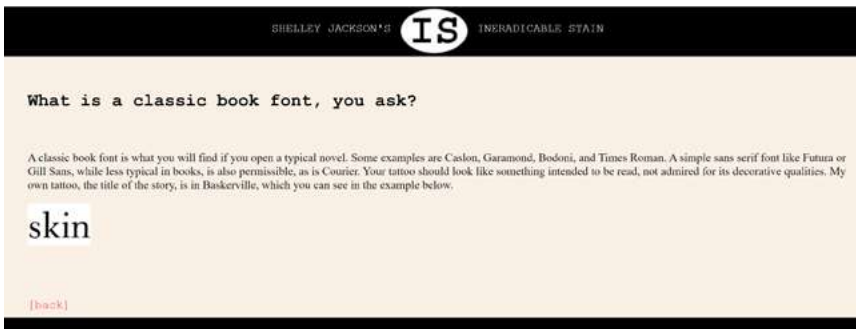 SHELLEY JACKSON'S IS INERADICABLE STAIN
What is a classic book font, you ask?
A classic book font is what you will find if you open a typical novel. Some examples are Caslon, Garamond, Bodoni, and Times Roman. A simple sans serif font like Futura or
Gill Sans, while less typical in books, is also permissible, as is Courier. Your tattoo should look like something intended to be read, not admired for its decorative qualities. My
own tattoo, the title of the story, is in Baskerville, which you can see in the example below.
skin
[back]